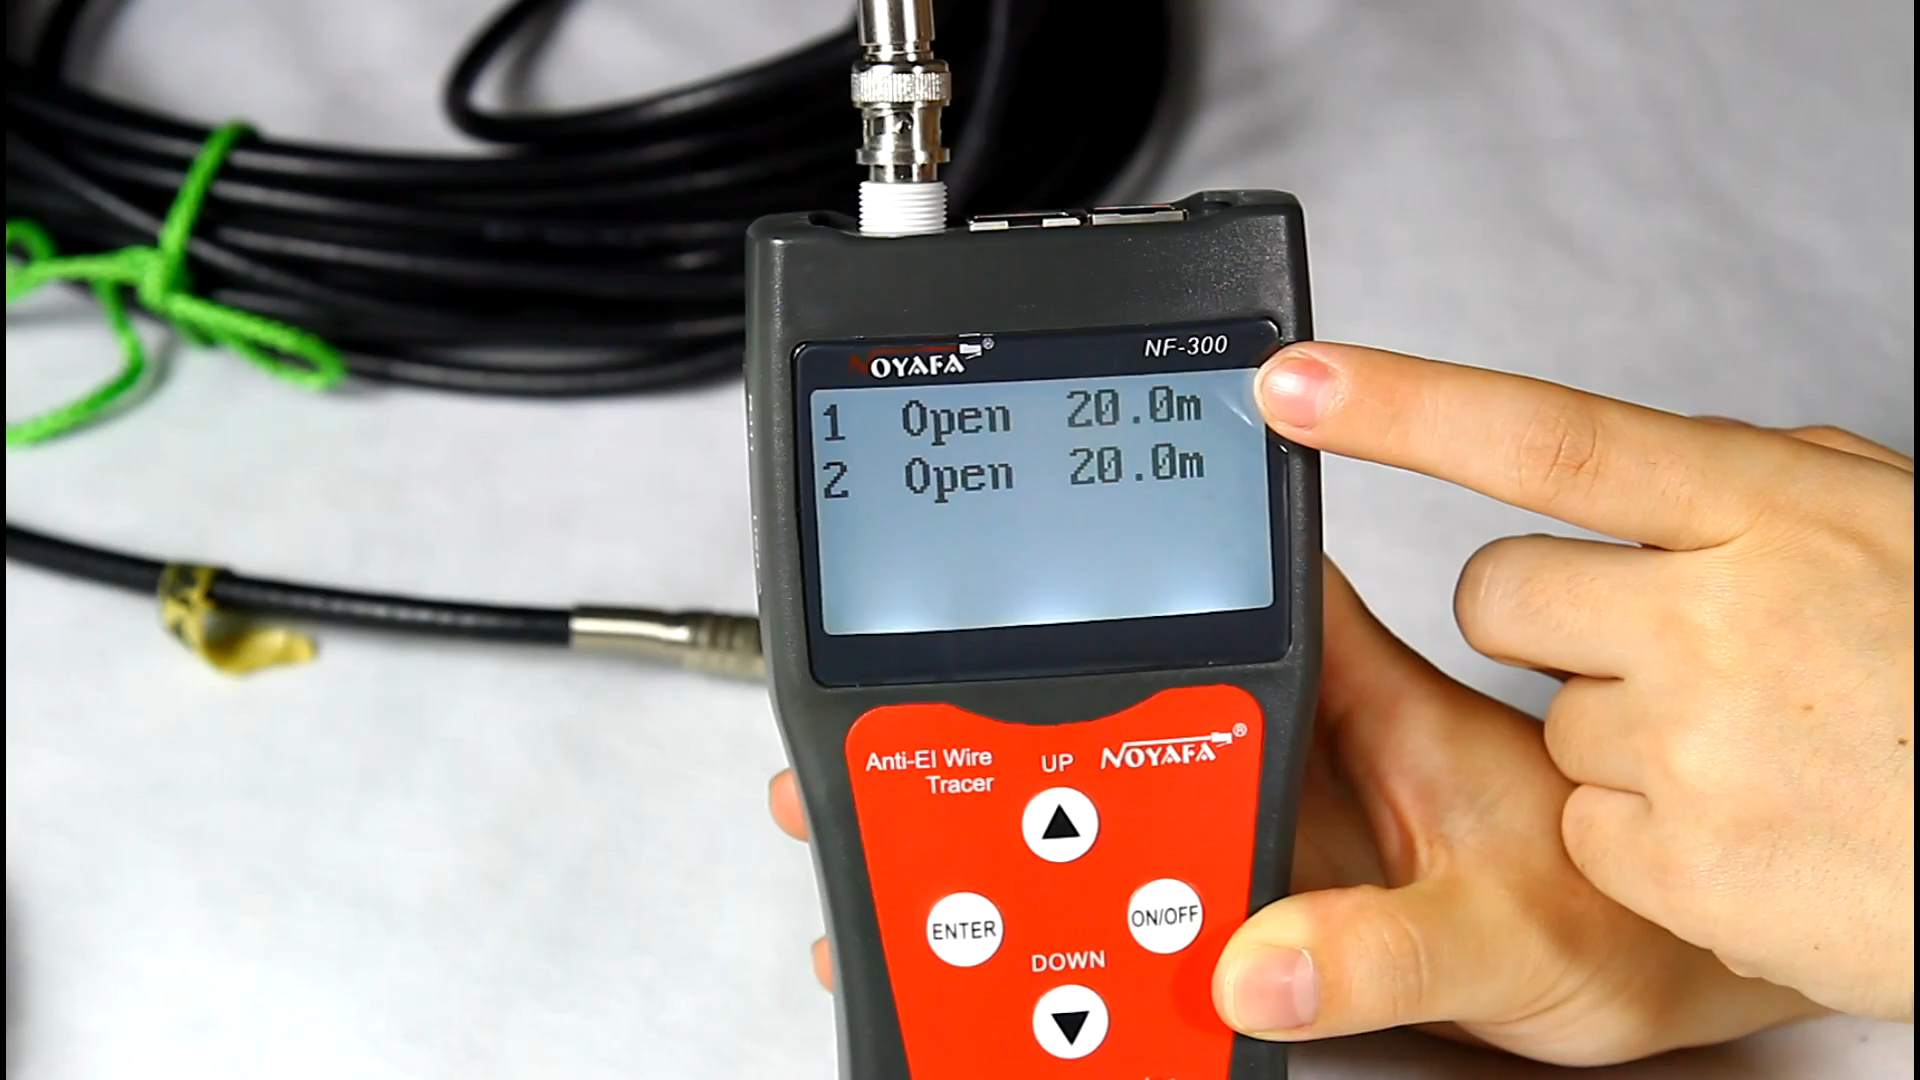 NOYAFA® NF-300
1 Open 20.0m
2 Open 20.0m
Anti-EI Wire
Tracer
UP
NOYAFA®
ENTER
ON/OFF
DOWN